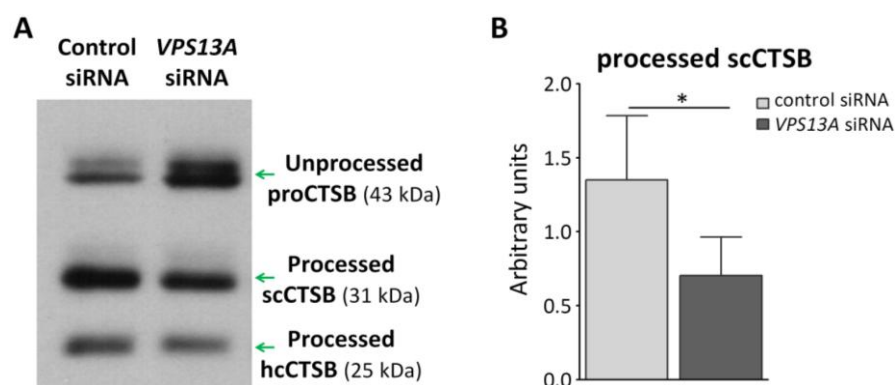 A
Control
siRNA
VPS13A
siRNA
Unprocessed
proCTSB (43 kDa)
Processed
scCTSB (31 kDa)
Processed
hcCTSB (25 kDa)
B
processed scCTSB
2.0
1.5
1.0
0.5
0.0
Arbitrary units
*
control siRNA
VPS13A siRNA